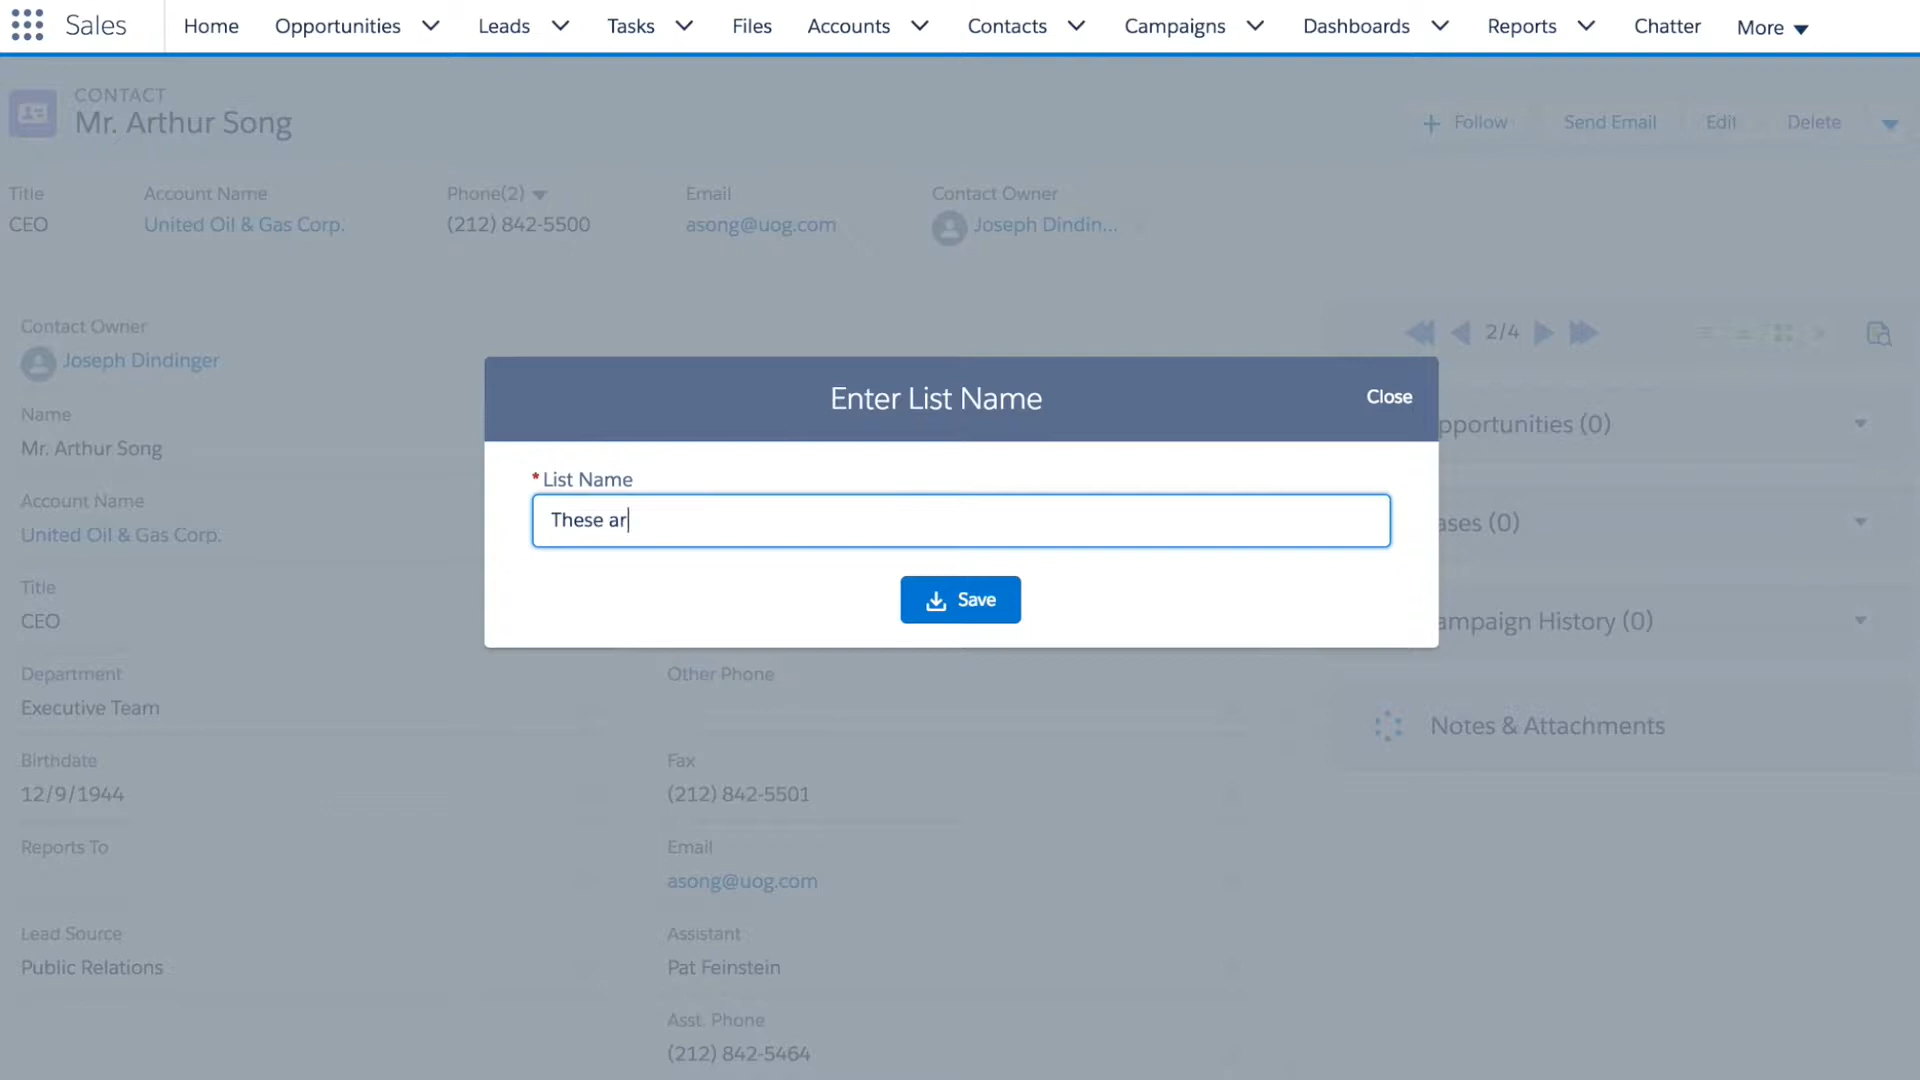 Sales
Home
Opportunities
Leads
Tasks
Files
Accounts
Contacts
Campaigns
Dashboards
Reports
Chatter
More
CONTACT
Mr. Arthur Song
+ Follow
Send Email
Edit
Delete
Title
Account Name
Phone(2)
Email
Contact Owner
CEO
United Oil & Gas Corp.
(212) 842-5500
asong@uog.com
Joseph Dindin...
Contact Owner
Joseph Dindinger
2/4
Enter List Name
Close
* List Name
These ar
Save
Name
Mr. Arthur Song
Account Name
United Oil & Gas Corp.
Title
CEO
Department
Executive Team
Birthdate
12/9/1944
Reports To
Lead Source
Public Relations
Other Phone
Fax
(212) 842-5501
Email
asong@uog.com
Assistant
Pat Feinstein
Asst. Phone
(212) 842-5464
pportunities (0)
ases (0)
ampaign History (0)
Notes & Attachments